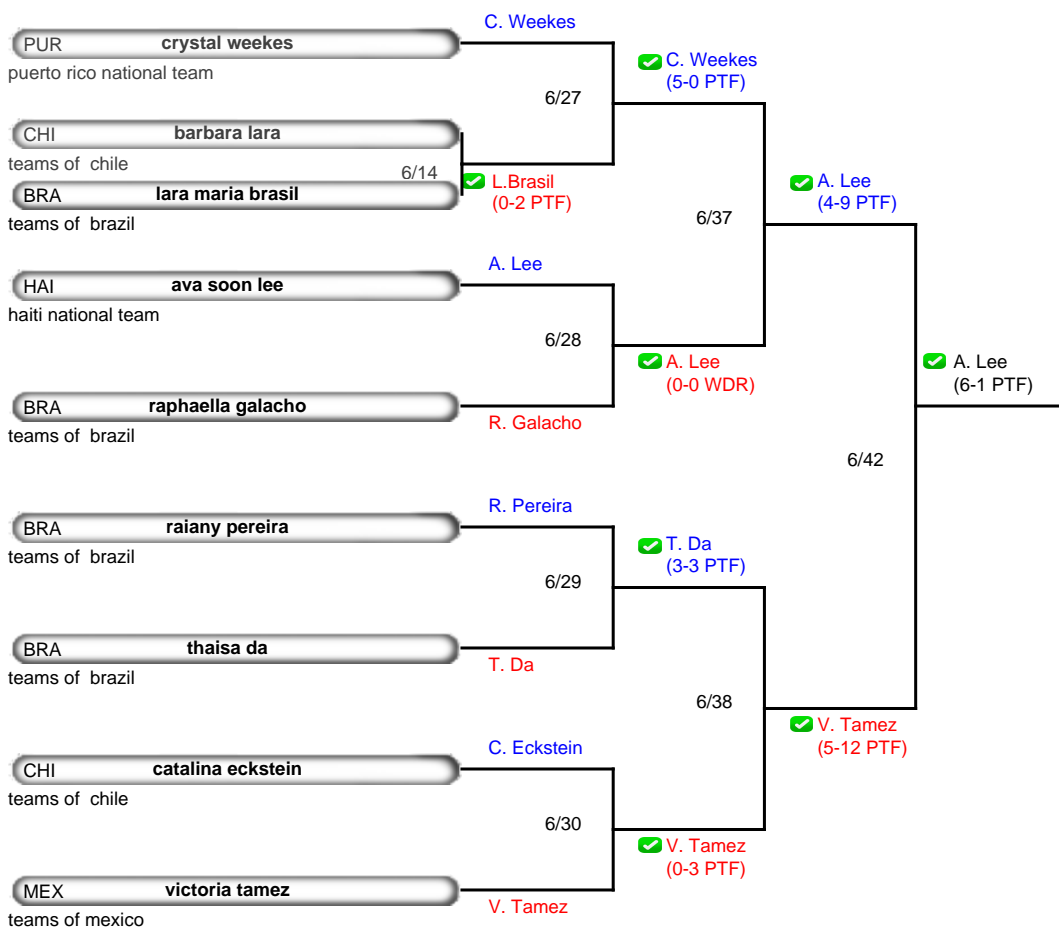 C. Weekes
PUR crystal weekes
puerto rico national team
C. Weekes
(5-0 PTF)
6/27
CHI barbara lara
teams of chile
6/14
L.Brasil
(0-2 PTF)
BRA lara maria brasil
teams of brazil
A. Lee
(4-9 PTF)
6/37
A. Lee
HAI ava soon lee
haiti national team
6/28
A. Lee
(0-0 WDR)
A. Lee
(6-1 PTF)
BRA raphaella galacho
teams of brazil
R. Galacho
6/42
R. Pereira
BRA raiany pereira
teams of brazil
T. Da
(3-3 PTF)
6/29
BRA thaisa da
teams of brazil
T. Da
6/38
V. Tamez
(5-12 PTF)
C. Eckstein
CHI catalina eckstein
teams of chile
6/30
V. Tamez
(0-3 PTF)
MEX victoria tamez
teams of mexico
V. Tamez